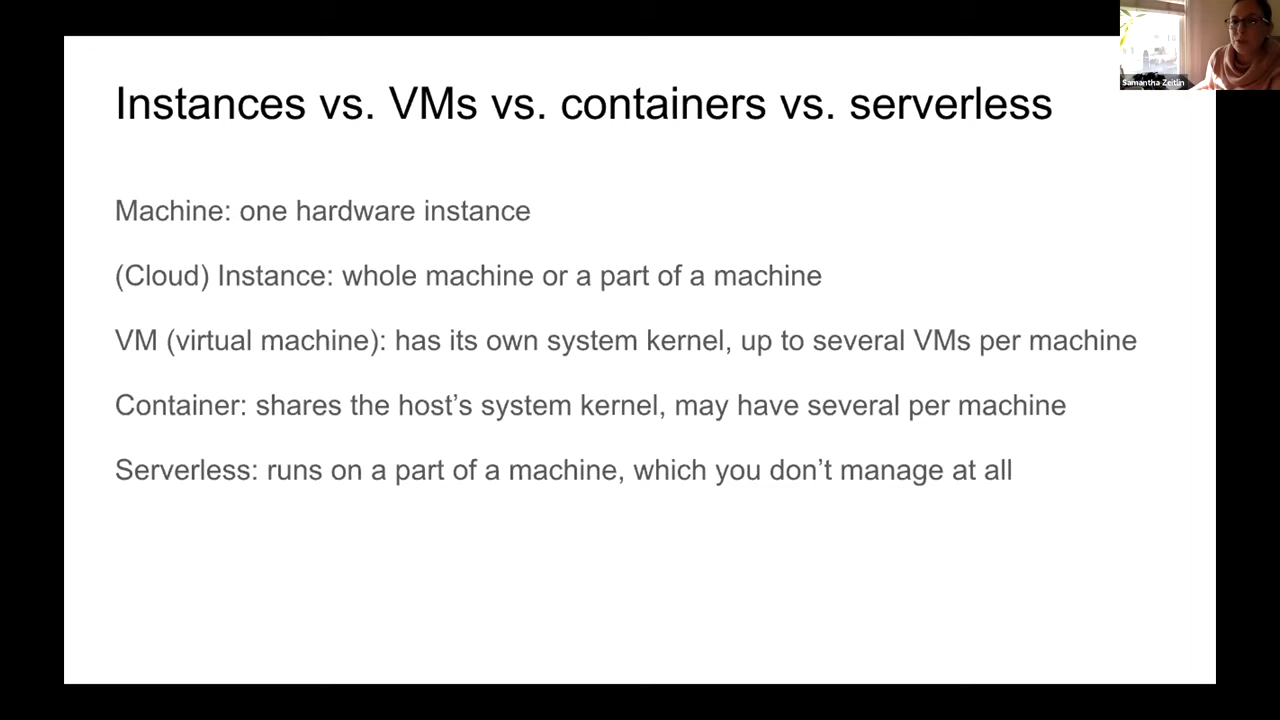 Instances vs. VMs vs. containers vs. serverless
Machine: one hardware instance
(Cloud) Instance: whole machine or a part of a machine
VM (virtual machine): has its own system kernel, up to several VMs per machine
Container: shares the host’s system kernel, may have several per machine
Serverless: runs on a part of a machine, which you don’t manage at all
Samantha Zeitlin